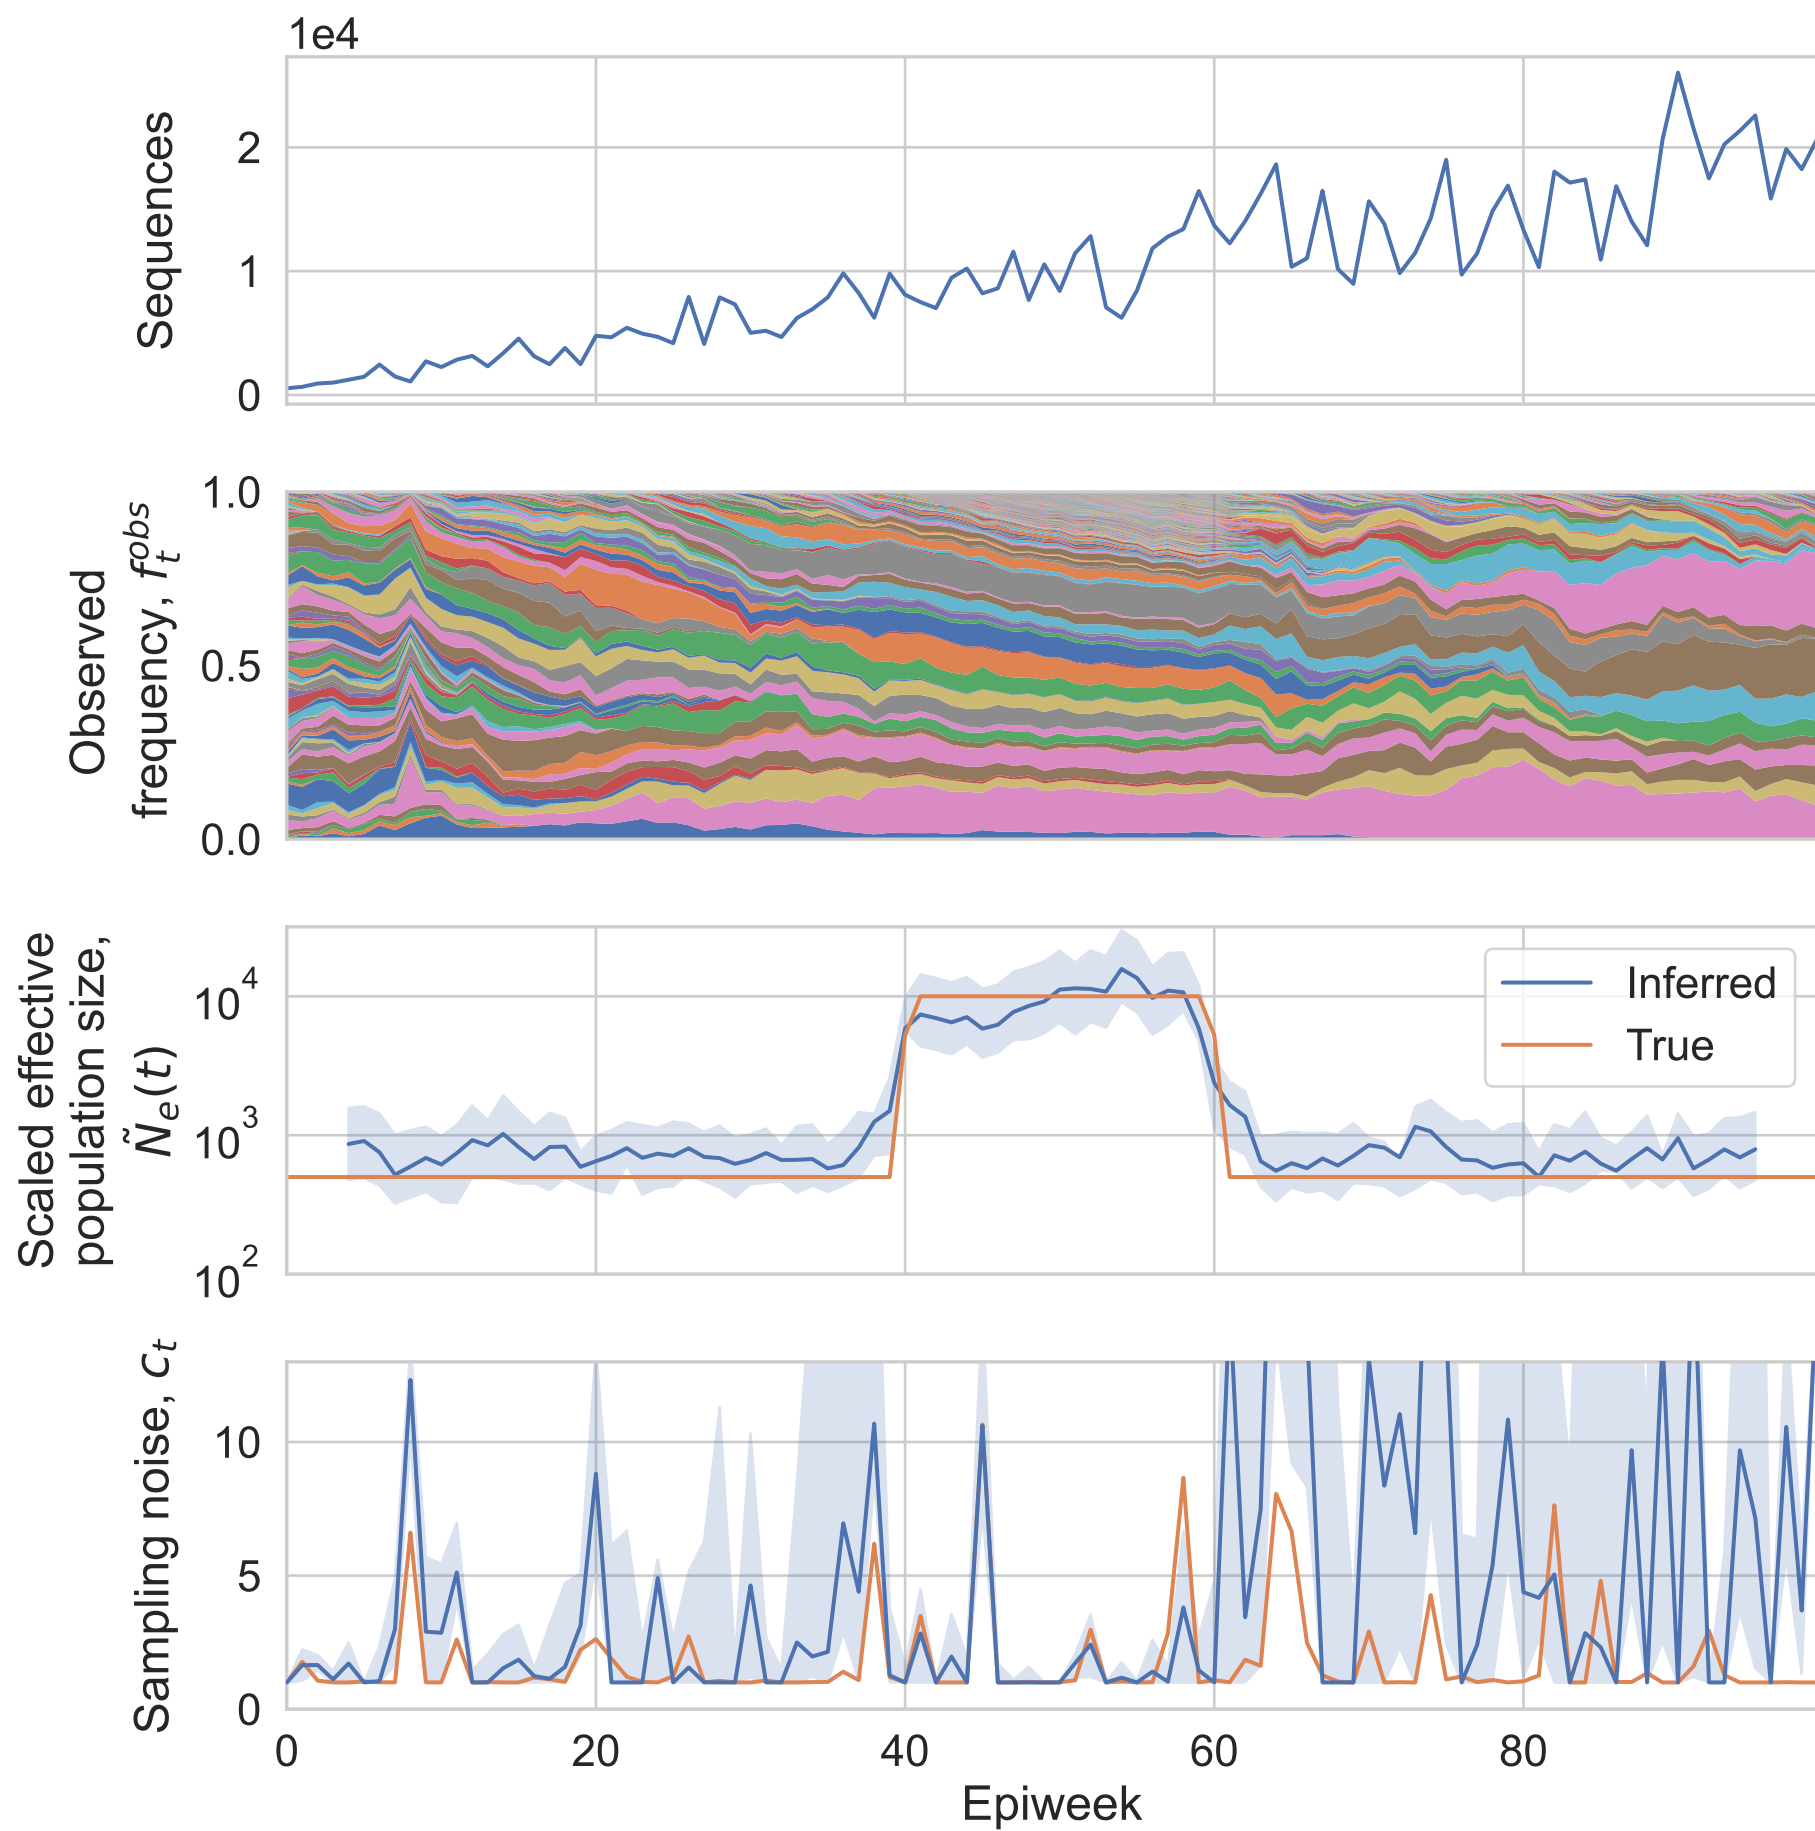 1e4
Sequences
2
1
0
Observed
frequency, f_t^{obs}
1.0
0.5
0.0
Scaled effective
population size,
Ñ_e(t)
10^4
10^3
10^2
Inferred
True
Sampling noise, c_t
10
5
0
0 20 40 60 80
Epiweek